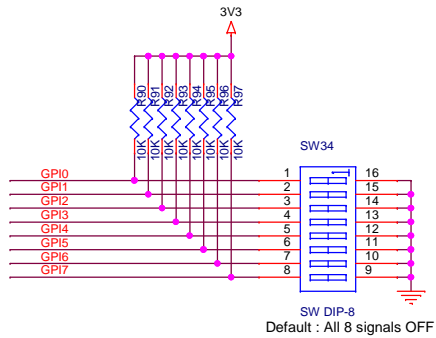 3V3
R90
R91
R92
R93
R94
R95
R96
R97
10K
10K
10K
10K
10K
10K
10K
10K
SW34
GPI0 1 16
GPI1 2 15
GPI2 3 14
GPI3 4 13
GPI4 5 12
GPI5 6 11
GPI6 7 10
GPI7 8 9
SW DIP-8
Default : All 8 signals OFF